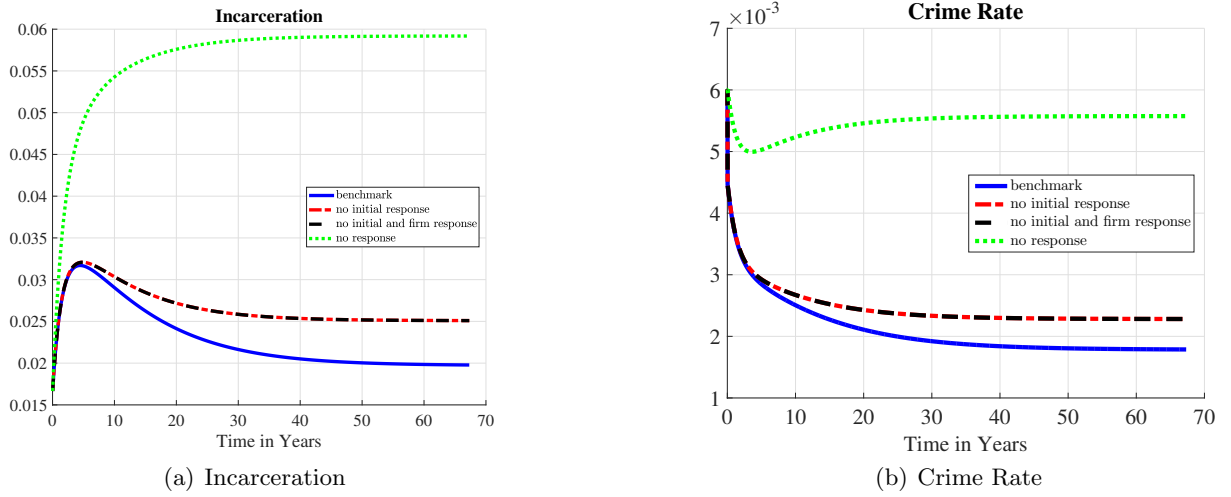 Incarceration
0.06
0.055
0.05
0.045
0.04
0.035
0.03
0.025
0.02
0.015
0 10 20 30 40 50 60 70
Time in Years
benchmark
no initial response
no initial and firm response
no response
(a) Incarceration
Crime Rate
×10⁻³
7
6
5
4
3
2
1
0 10 20 30 40 50 60 70
Time in Years
benchmark
no initial response
no initial and firm response
no response
(b) Crime Rate